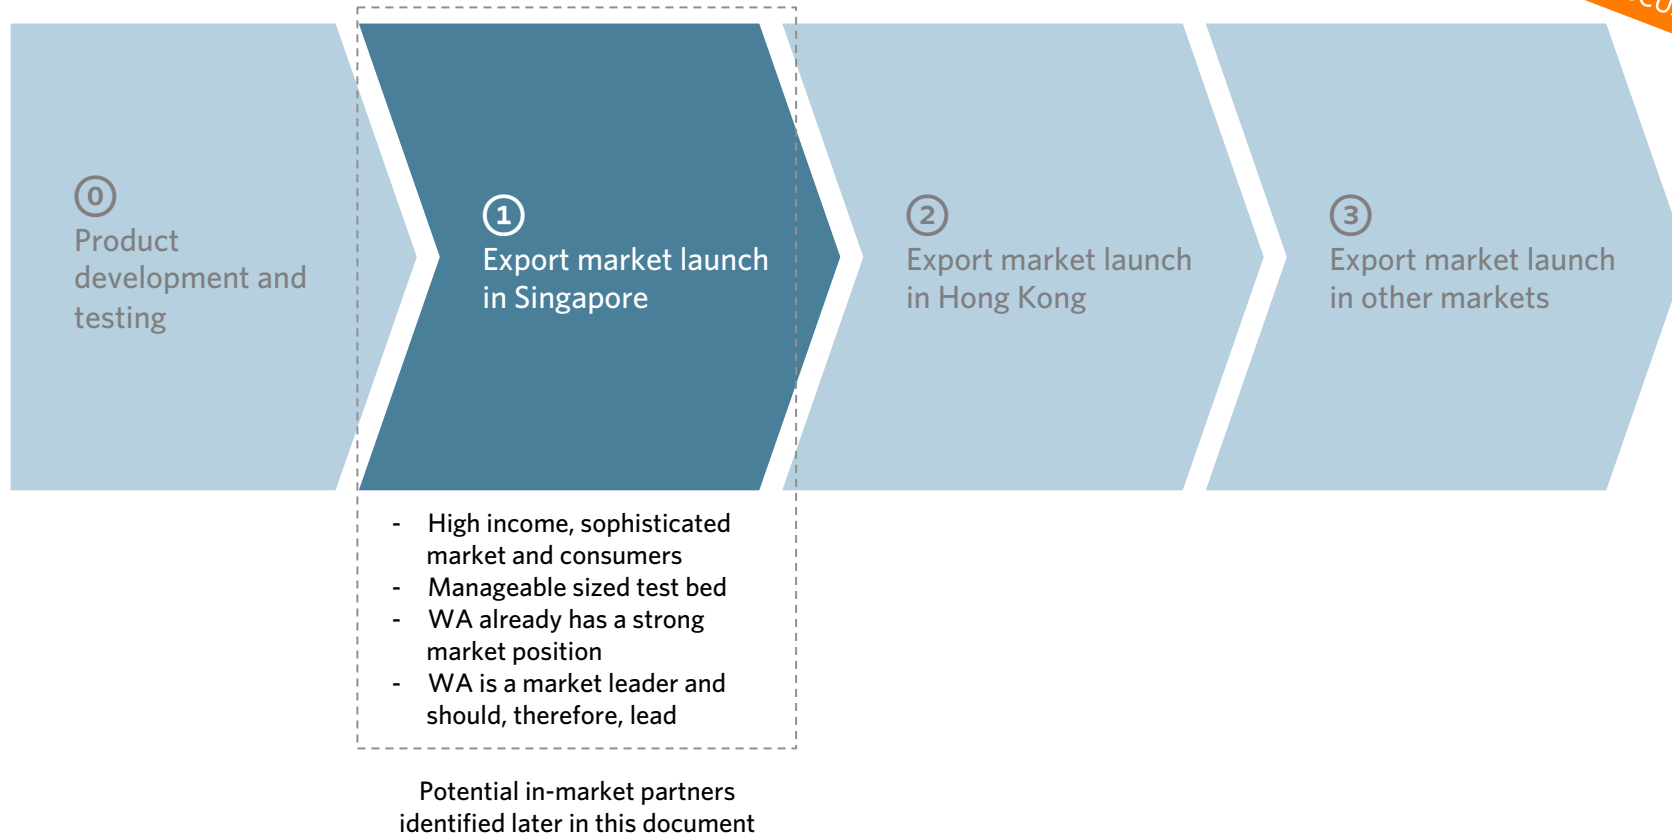 0
Product
development and
testing
1
Export market launch
in Singapore
2
Export market launch
in Hong Kong
3
Export market launch
in other markets
- High income, sophisticated
market and consumers
- Manageable sized test bed
- WA already has a strong
market position
- WA is a market leader and
should, therefore, lead
Potential in-market partners
identified later in this document